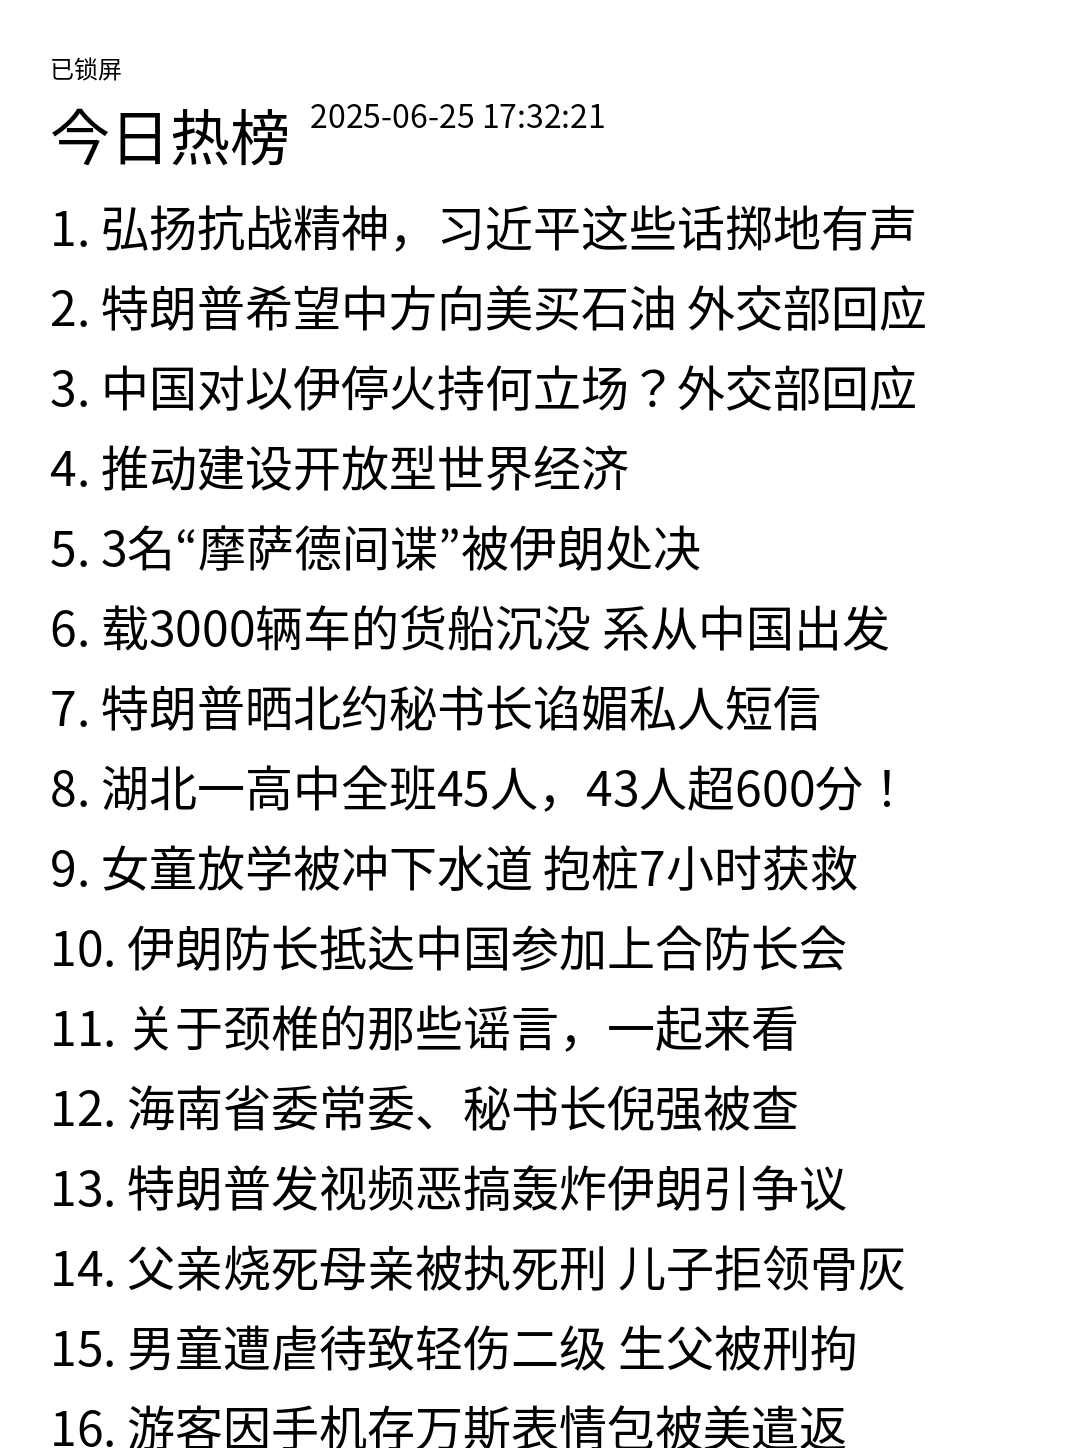 已锁屏
今日热榜 2025-06-25 17:32:21
1. 弘扬抗战精神，习近平这些话掷地有声
2. 特朗普希望中方向美买石油 外交部回应
3. 中国对以伊停火持何立场？外交部回应
4. 推动建设开放型世界经济
5. 3名“摩萨德间谍”被伊朗处决
6. 载3000辆车的货船沉没 系从中国出发
7. 特朗普晒北约秘书长谄媚私人短信
8. 湖北一高中全班45人，43人超600分！
9. 女童放学被冲下水道 抱桩7小时获救
10. 伊朗防长抵达中国参加上合防长会
11. 关于颈椎的那些谣言，一起来看
12. 海南省委常委、秘书长倪强被查
13. 特朗普发视频恶搞轰炸伊朗引争议
14. 父亲烧死母亲被执死刑 儿子拒领骨灰
15. 男童遭虐待致轻伤二级 生父被刑拘
16. 游客因手机存万斯表情包被美遣返